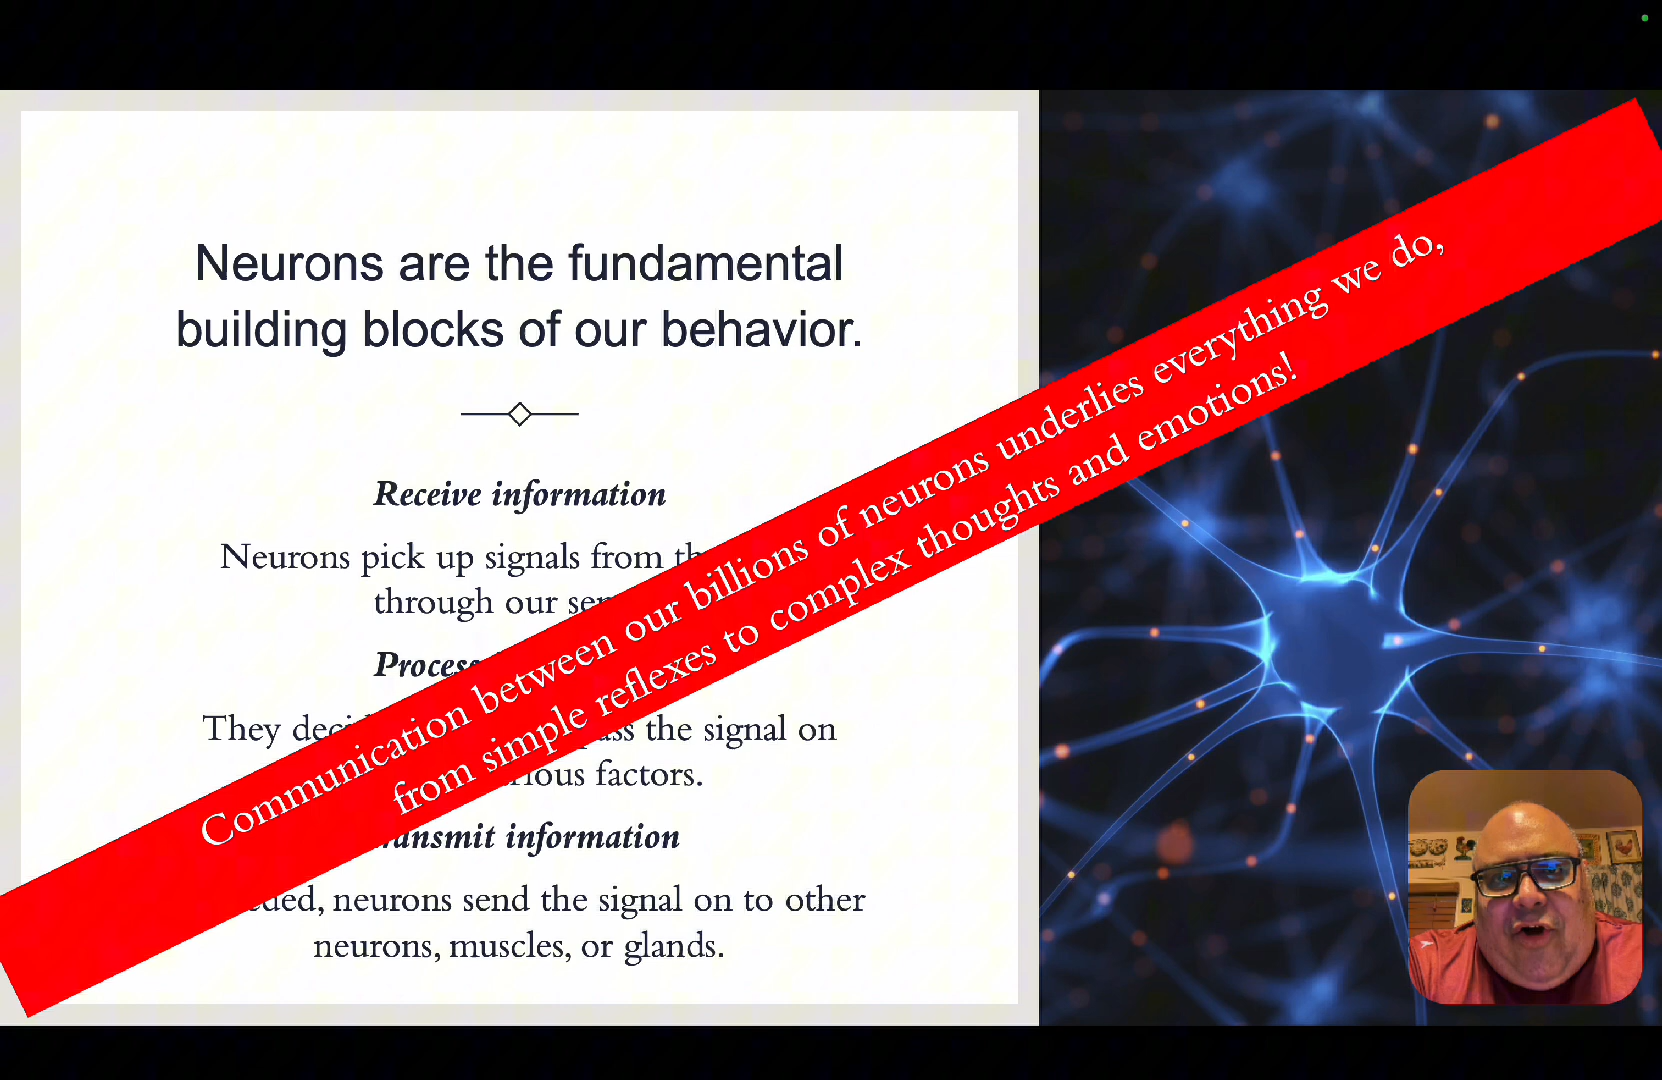 Neurons are the fundamental
building blocks of our behavior.
Receive information
Neurons pick up signals from
through our
They the signal on
factors.
information
neurons send the signal on to other
neurons, muscles, or glands.
Communication between our billions of neurons underlies everything we do,
from simple reflexes to complex thoughts and emotions!